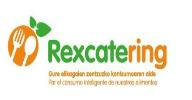 Rexcatering
Gure elikagaien zentzuzko kontsumoaren alde
Por el consumo inteligente de nuestros alimentos